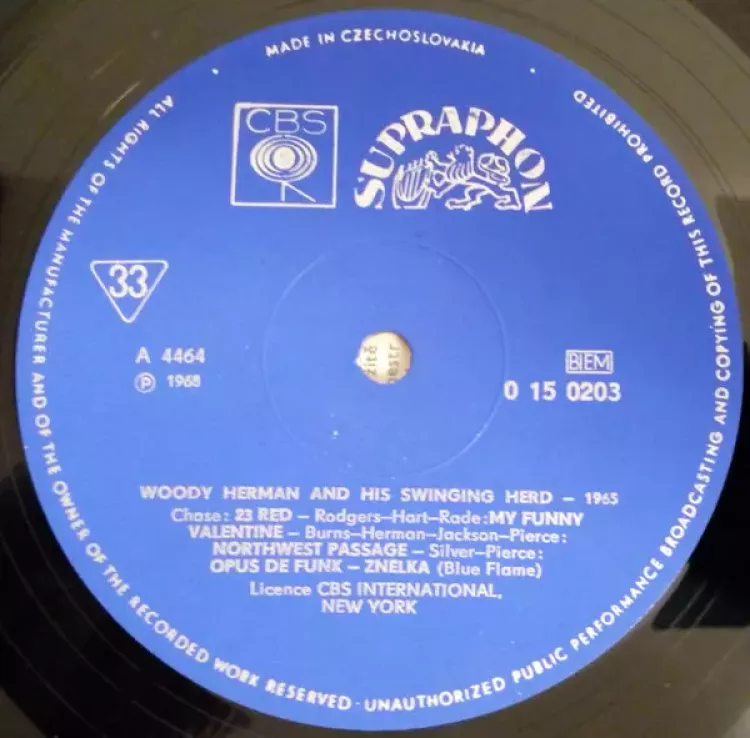 MADE IN CZECHOSLOVAKIA
CBS
SUPRAPHON
33
A 4464
Ⓟ 1968
BIEM
0 15 0203
WOODY HERMAN AND HIS SWINGING HERD – 1965
Chase: 23 RED – Rodgers–Hart–Rade: MY FUNNY
VALENTINE – Burns–Herman–Jackson–Pierce:
NORTHWEST PASSAGE – Silver–Pierce:
OPUS DE FUNK – ZNELKA (Blue Flame)
Licence CBS INTERNATIONAL,
NEW YORK
ALL RIGHTS OF THE MANUFACTURER AND OF THE OWNER OF THE RECORDED WORK RESERVED · UNAUTHORIZED PUBLIC PERFORMANCE BROADCASTING AND COPYING OF THIS RECORD PROHIBITED